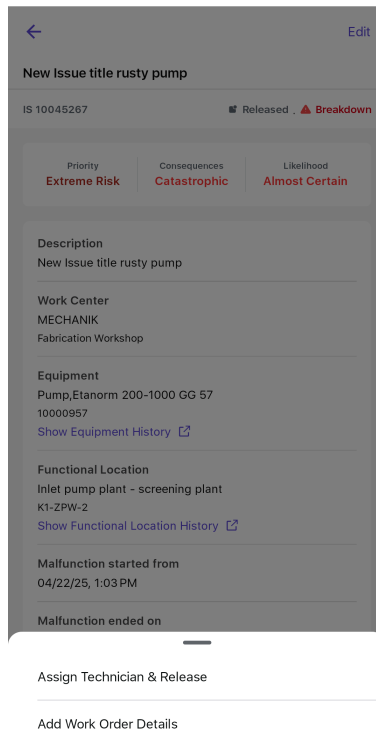 Edit
New Issue title rusty pump
IS 10045267
Released . Breakdown
Priority
Extreme Risk
Consequences
Catastrophic
Likelihood
Almost Certain
Description
New Issue title rusty pump
Work Center
MECHANIK
Fabrication Workshop
Equipment
Pump,Etanorm 200-1000 GG 57
10000957
Show Equipment History
Functional Location
Inlet pump plant - screening plant
K1-ZPW-2
Show Functional Location History
Malfunction started from
04/22/25, 1:03 PM
Malfunction ended on
Assign Technician & Release
Add Work Order Details